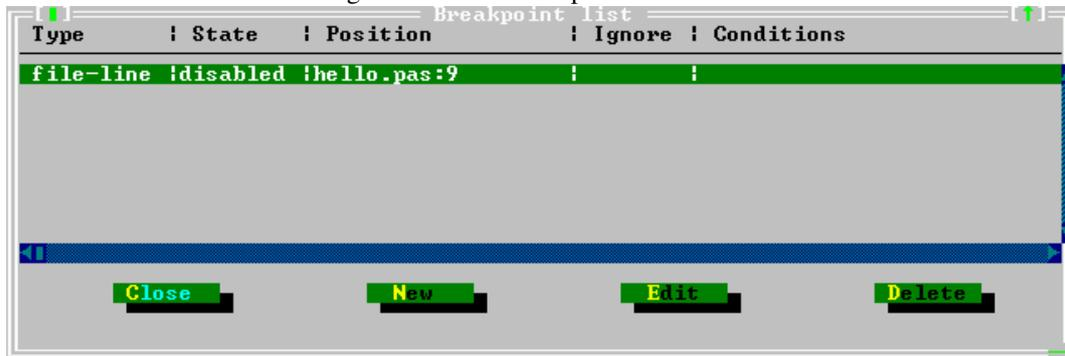 Breakpoint list
Type | State | Position | Ignore | Conditions
file-line |disabled |hello.pas:9 | |
Close New Edit Delete